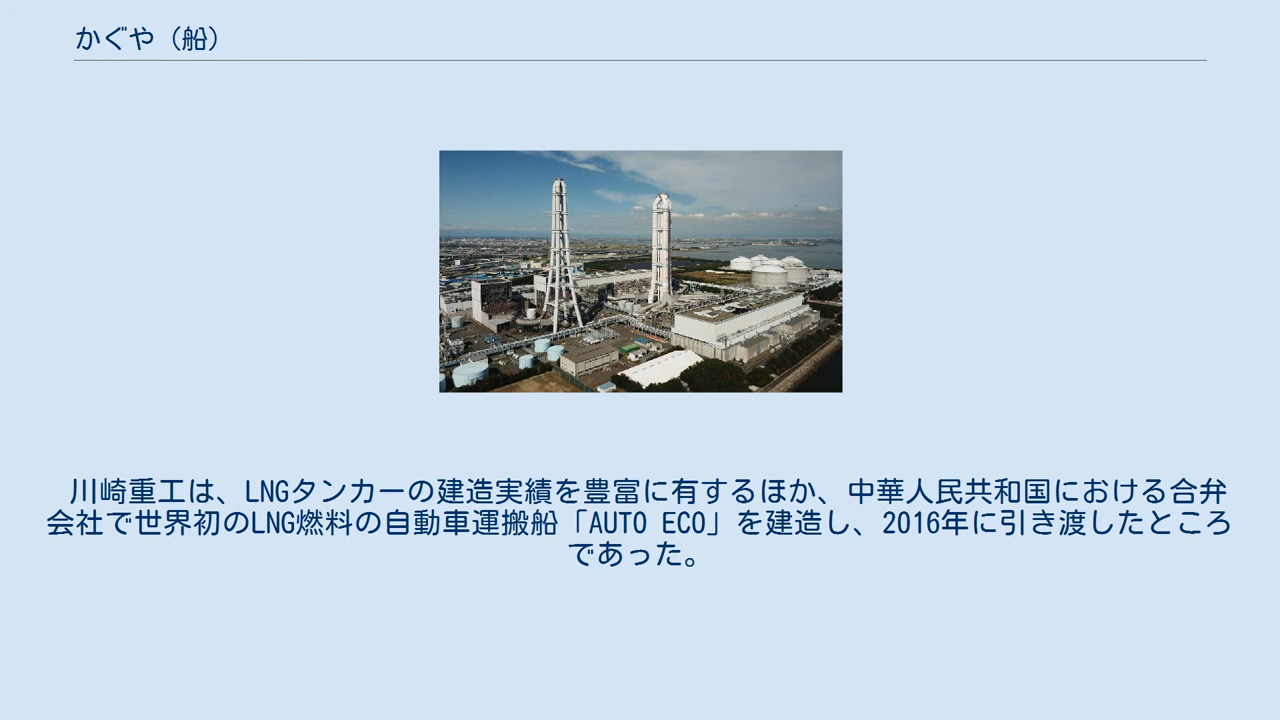 かぐや（船）
川崎重工は、LNGタンカーの建造実績を豊富に有するほか、中華人民共和国における合弁
会社で世界初のLNG燃料の自動車運搬船「AUTO ECO」を建造し、2016年に引き渡したところ
であった。